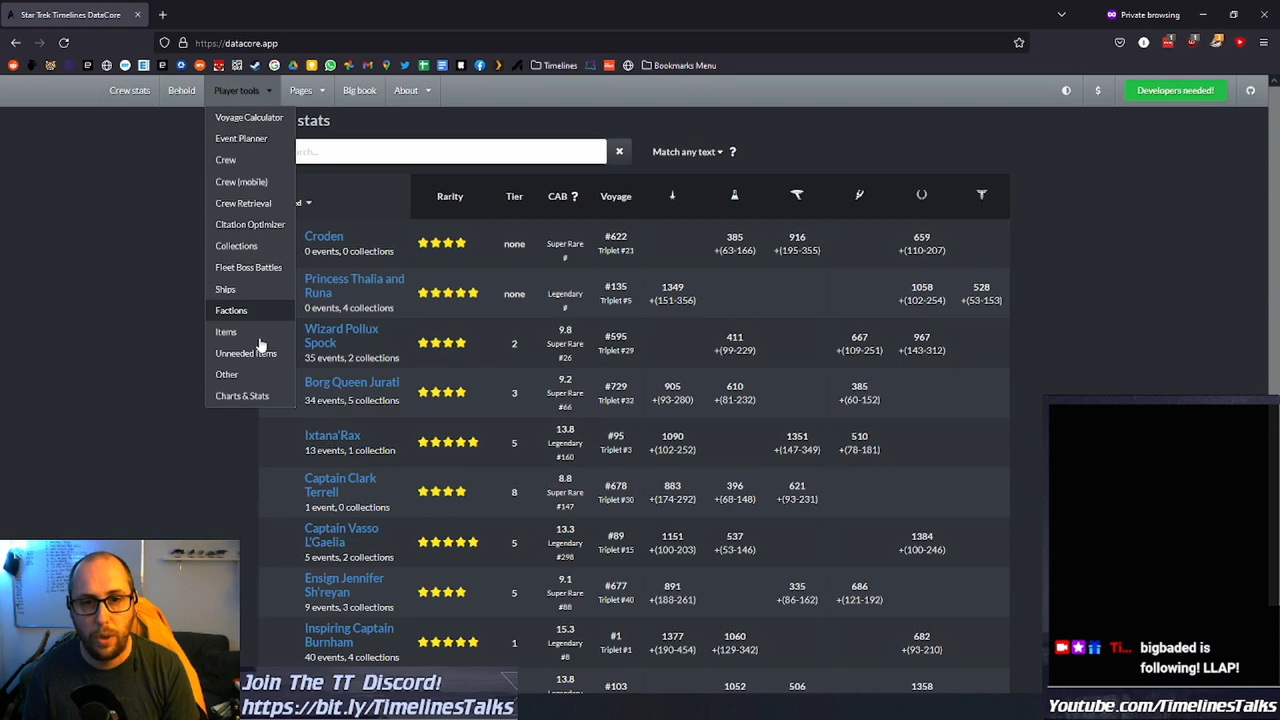 Star Trek Timelines DataCore
Private browsing
https://datacore.app
Timelines
Bookmarks Menu
Crew stats
Behold
Player tools
Pages
Big book
About
Developers needed!
Voyage Calculator
Event Planner
Crew
Crew (mobile)
Crew Retrieval
Citation Optimizer
Collections
Fleet Boss Battles
Ships
Factions
Items
Unneeded Items
Other
Charts & Stats
stats
Match any text
Rarity Tier CAB Voyage
Croden
0 events, 0 collections
none
Super Rare
#
#622
Triplet #21
385
+(63-166)
916
+(195-355)
659
+(110-207)
Princess Thalia and
Runa
0 events, 4 collections
none
Legendary
#
#135
Triplet #5
1349
+(151-356)
1058
+(102-254)
528
+(53-153)
Wizard Pollux
Spock
35 events, 2 collections
2
9.8
Super Rare
#26
#595
Triplet #29
411
+(99-229)
667
+(109-251)
967
+(143-312)
Borg Queen Jurati
34 events, 5 collections
3
9.2
Super Rare
#66
#729
Triplet #32
905
+(93-280)
610
+(81-232)
385
+(60-152)
Ixtana'Rax
13 events, 1 collection
5
13.8
Legendary
#160
#95
Triplet #3
1090
+(102-252)
1351
+(147-349)
510
+(78-181)
Captain Clark
Terrell
1 event, 0 collections
8
8.8
Super Rare
#147
#678
Triplet #30
883
+(174-292)
396
+(68-148)
621
+(93-231)
Captain Vasso
L'Gaelia
5 events, 2 collections
5
13.3
Legendary
#298
#89
Triplet #15
1151
+(100-203)
537
+(53-146)
1384
+(100-246)
Ensign Jennifer
Sh'reyan
9 events, 3 collections
5
9.1
Super Rare
#88
#677
Triplet #40
891
+(188-261)
335
+(86-162)
686
+(121-192)
Inspiring Captain
Burnham
40 events, 4 collections
1
15.3
Legendary
#8
#1
Triplet #1
1377
+(190-454)
1060
+(129-342)
682
+(93-210)
13.8
#103
1052
506
1358
Ti... bigbaded is
following! LLAP!
Join The TT Discord!
https://bit.ly/TimelinesTalks
Youtube.com/TimelinesTalks